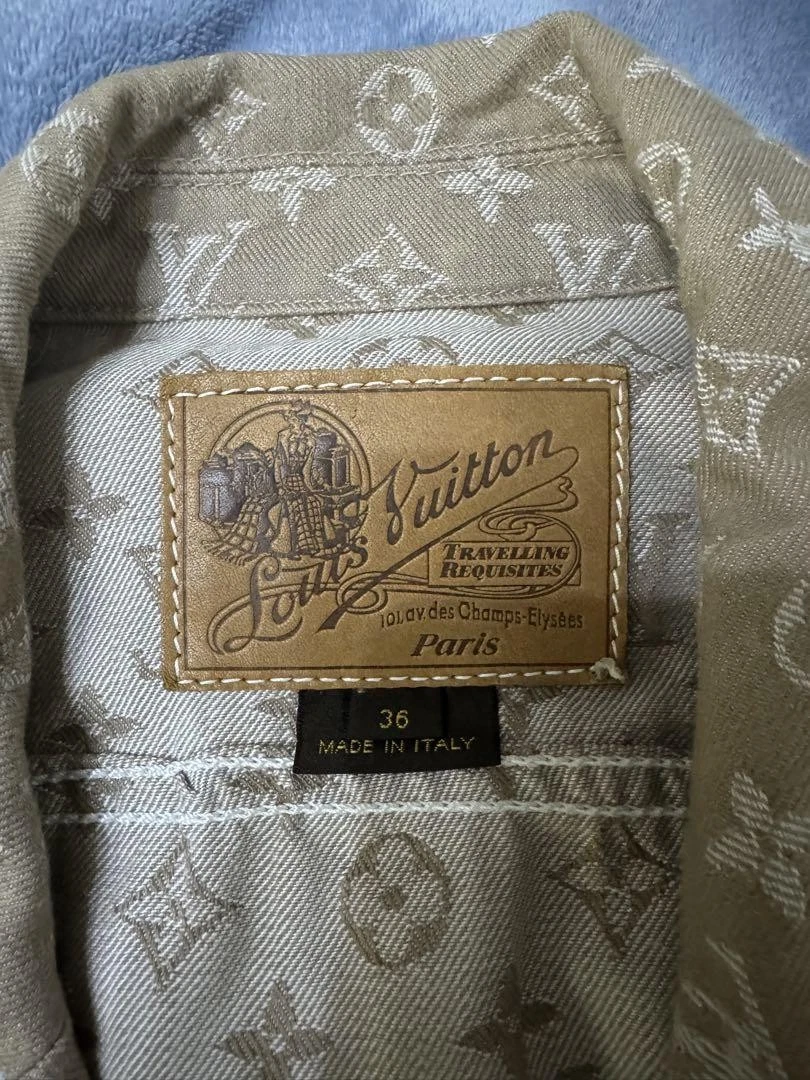 Louis Vuitton
TRAVELLING
REQUISITES
101, av. des Champs-Elysées
Paris
36
MADE IN ITALY